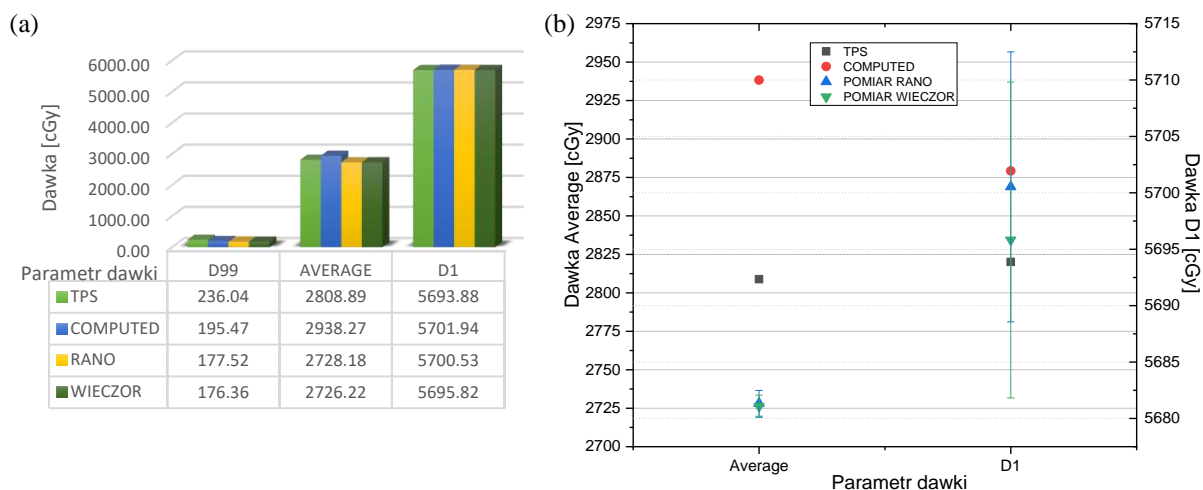 (a)
6000.00
5000.00
4000.00
3000.00
2000.00
1000.00
0.00
Dawka [cGy]
Parametr dawki D99 AVERAGE D1
TPS 236.04 2808.89 5693.88
COMPUTED 195.47 2938.27 5701.94
RANO 177.52 2728.18 5700.53
WIECZOR 176.36 2726.22 5695.82
(b)
2975
2950
2925
2900
2875
2850
2825
2800
2775
2750
2725
2700
Dawka Average [cGy]
TPS
COMPUTED
POMIAR RANO
POMIAR WIECZOR
5715
5710
5705
5700
5695
5690
5685
5680
Dawka D1 [cGy]
Average D1
Parametr dawki